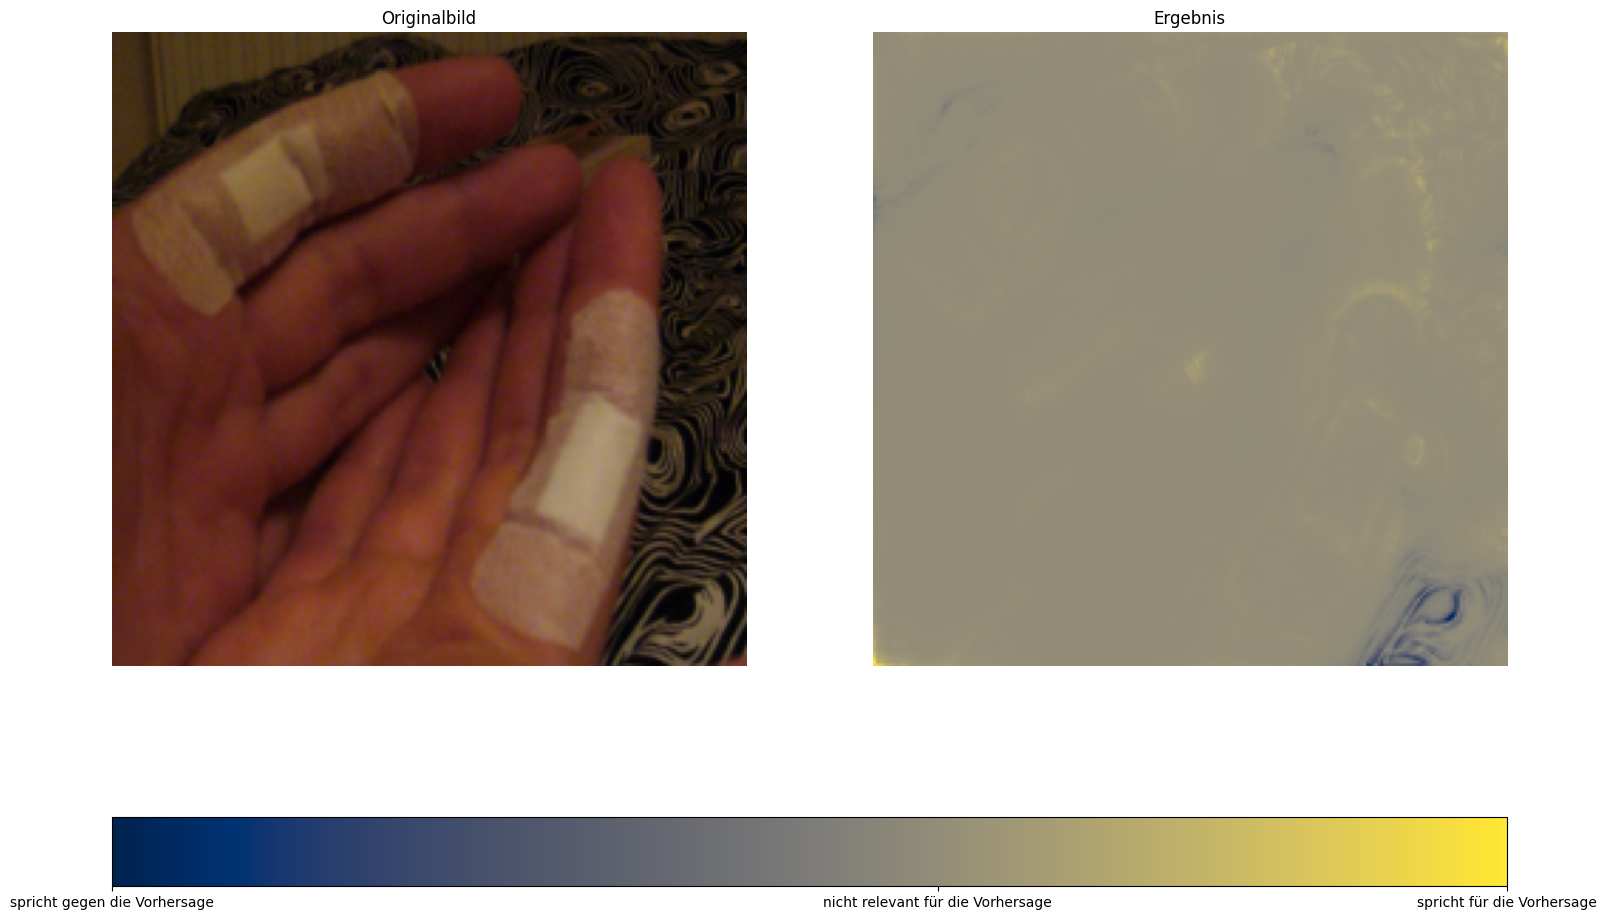 Originalbild
Ergebnis
spricht gegen die Vorhersage
nicht relevant für die Vorhersage
spricht für die Vorhersage